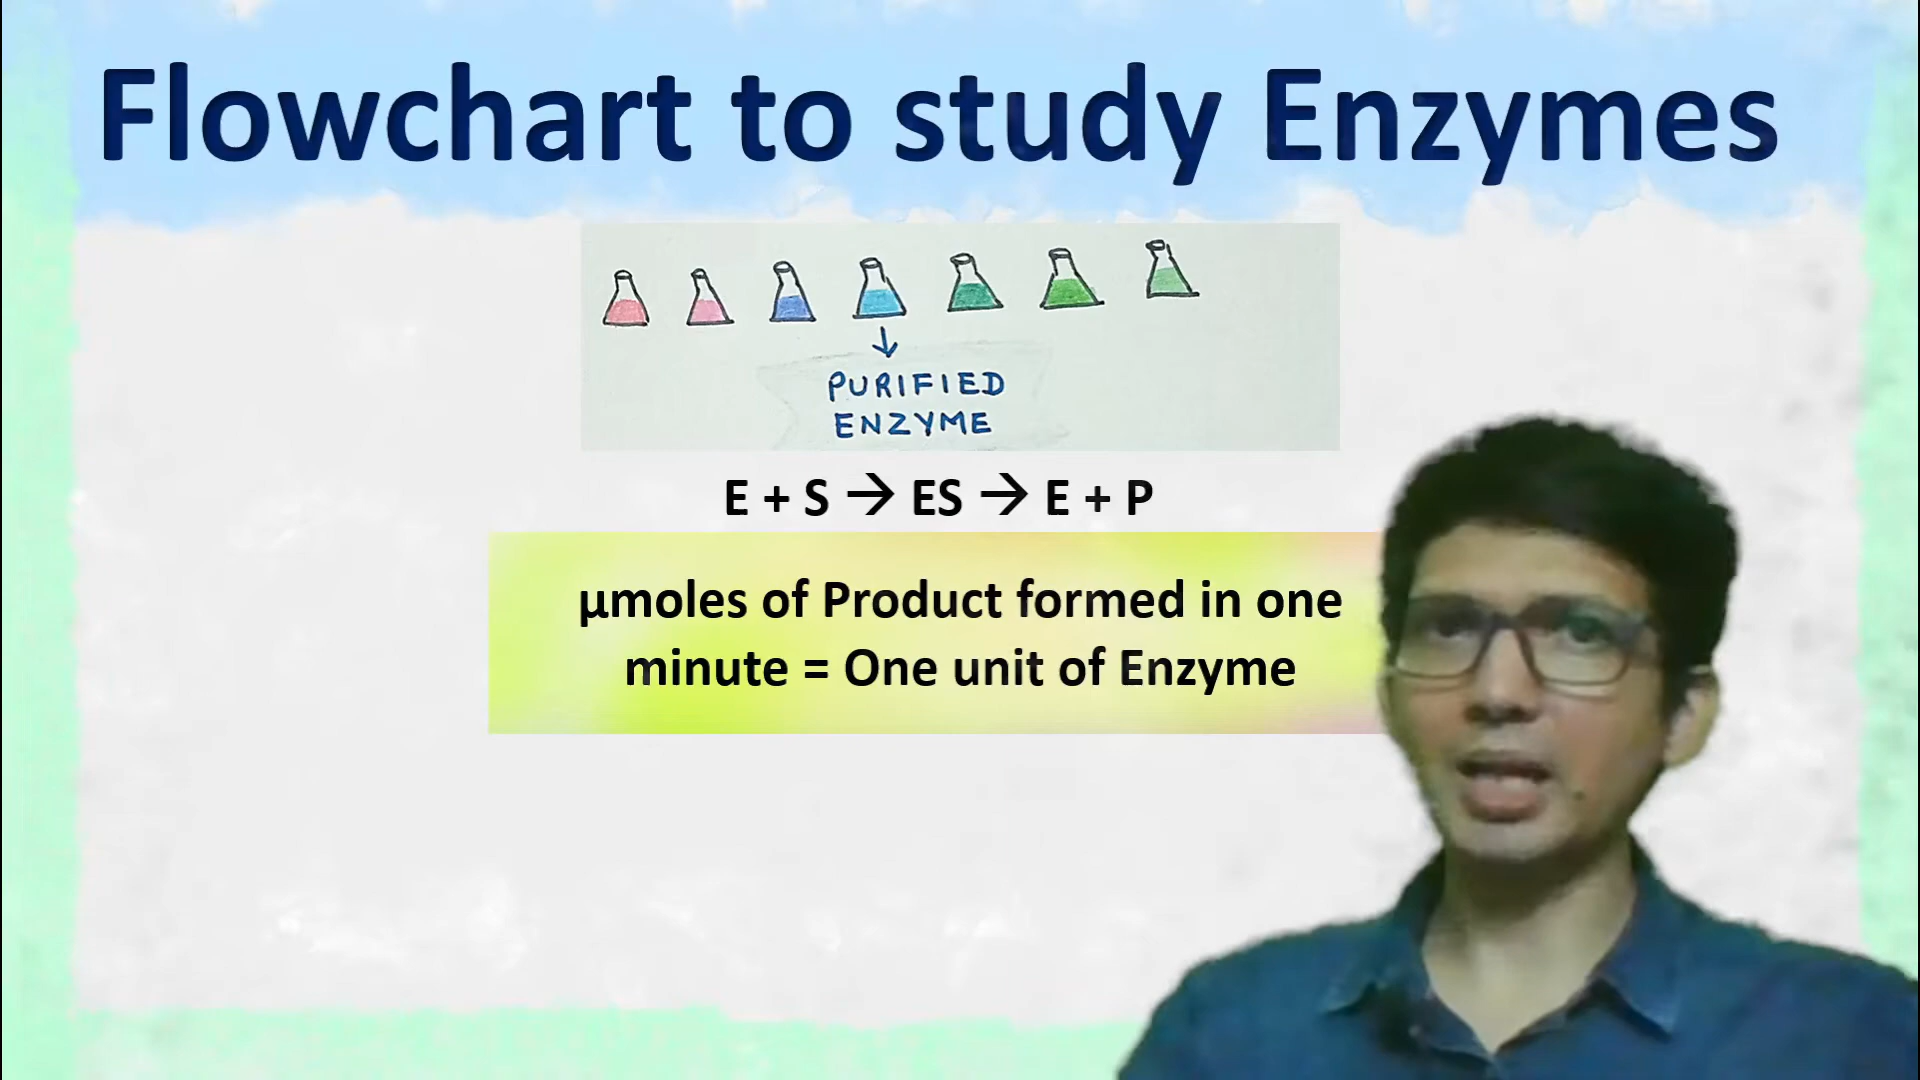 Flowchart to study Enzymes
PURIFIED
ENZYME
E + S → ES → E + P
µmoles of Product formed in one
minute = One unit of Enzyme